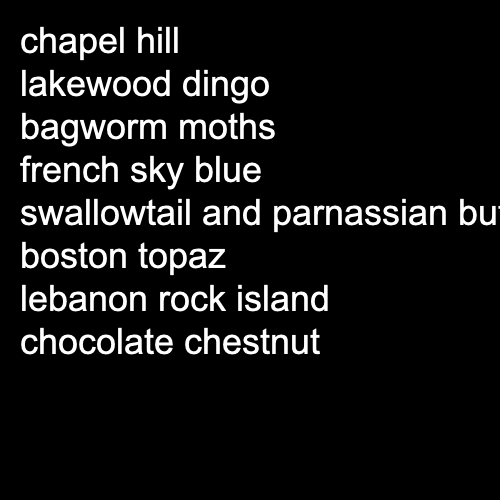 chapel hill
lakewood dingo
bagworm moths
french sky blue
swallowtail and parnassian
boston topaz
lebanon rock island
chocolate chestnut